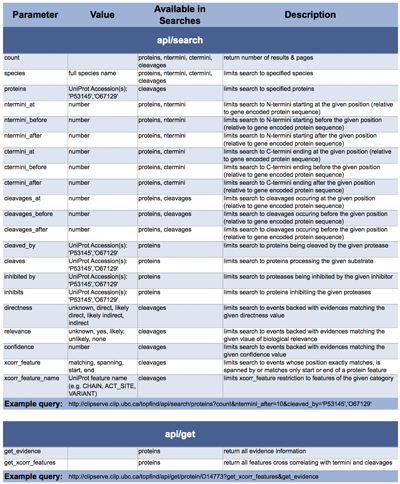 Parameter Value Available in Searches Description
api/search
count proteins, ntermini, ctermini, cleavages return number of results & pages
species full species name proteins, ntermini, ctermini, cleavages limits search to specified species
proteins UniProt Accession(s): 'P53145','O67129' cleavages limits search to specified proteins
ntermini_at number proteins, ntermini limits search to N-termini starting at the given position (relative to gene encoded protein sequence)
ntermini_before number proteins, ntermini limits search to N-termini starting before the given position (relative to gene encoded protein sequence)
ntermini_after number proteins, ntermini limits search to N-termini starting after the given position (relative to gene encoded protein sequence)
ctermini_at number proteins, ctermini limits search to C-termini ending at the given position (relative to gene encoded protein sequence)
ctermini_before number proteins, ctermini limits search to C-termini ending before the given position (relative to gene encoded protein sequence)
ctermini_after number proteins, ctermini limits search to C-termini ending after the given position (relative to gene encoded protein sequence)
cleavages_at number proteins, cleavages limits search to cleavages occuring at the given position (relative to gene encoded protein sequence)
cleavages_before number proteins, cleavages limits search to cleavages occuring before the given position (relative to gene encoded protein sequence)
cleavages_after number proteins, cleavages limits search to cleavages occuring before the given position (relative to gene encoded protein sequence)
cleaved_by UniProt Accession(s): 'P53145','O67129' proteins limits search to proteins being cleaved by the given protease
cleaves UniProt Accession(s): 'P53145','O67129' proteins limits search to proteins processing the given substrate
inhibited by UniProt Accession(s): 'P53145','O67129' proteins limits search to proteases being inhibited by the given inhibitor
inhibits UniProt Accession(s): 'P53145','O67129' proteins limits search to proteins inhibiting the given proteases
directness unknown, direct, likely direct, likely indirect, indirect cleavages limits search to events backed with evidences matching the given directness value
relevance unknown, yes, likely, unlikely, none cleavages limits search to events backed with evidences matching the given vlaue of biological relevance
confidence number cleavages limits search to events backed with evidences matching the given confidence value
xcorr_feature matching, spanning, start, end cleavages limits search to events whose position exactly matches, is spanned by or matches only start or end of a protein feature
xcorr_feature_name UniProt feature name (e.g. CHAIN, ACT_SITE, VARIANT) cleavages limits xcorr_feature restriction to features of the given category
Example query: http://clipserve.clip.ubc.ca/topfind/api/search/proteins?count&ntermini_after=10&cleaved_by='P53145','O67129'
api/get
get_evidence proteins return all evidence information
get_xcorr_features proteins return all features cross correlating with termini and cleavages
Example query: http://clipserve.clip.ubc.ca/topfind/api/get/protein/O14773?get_xcorr_features&get_evidence